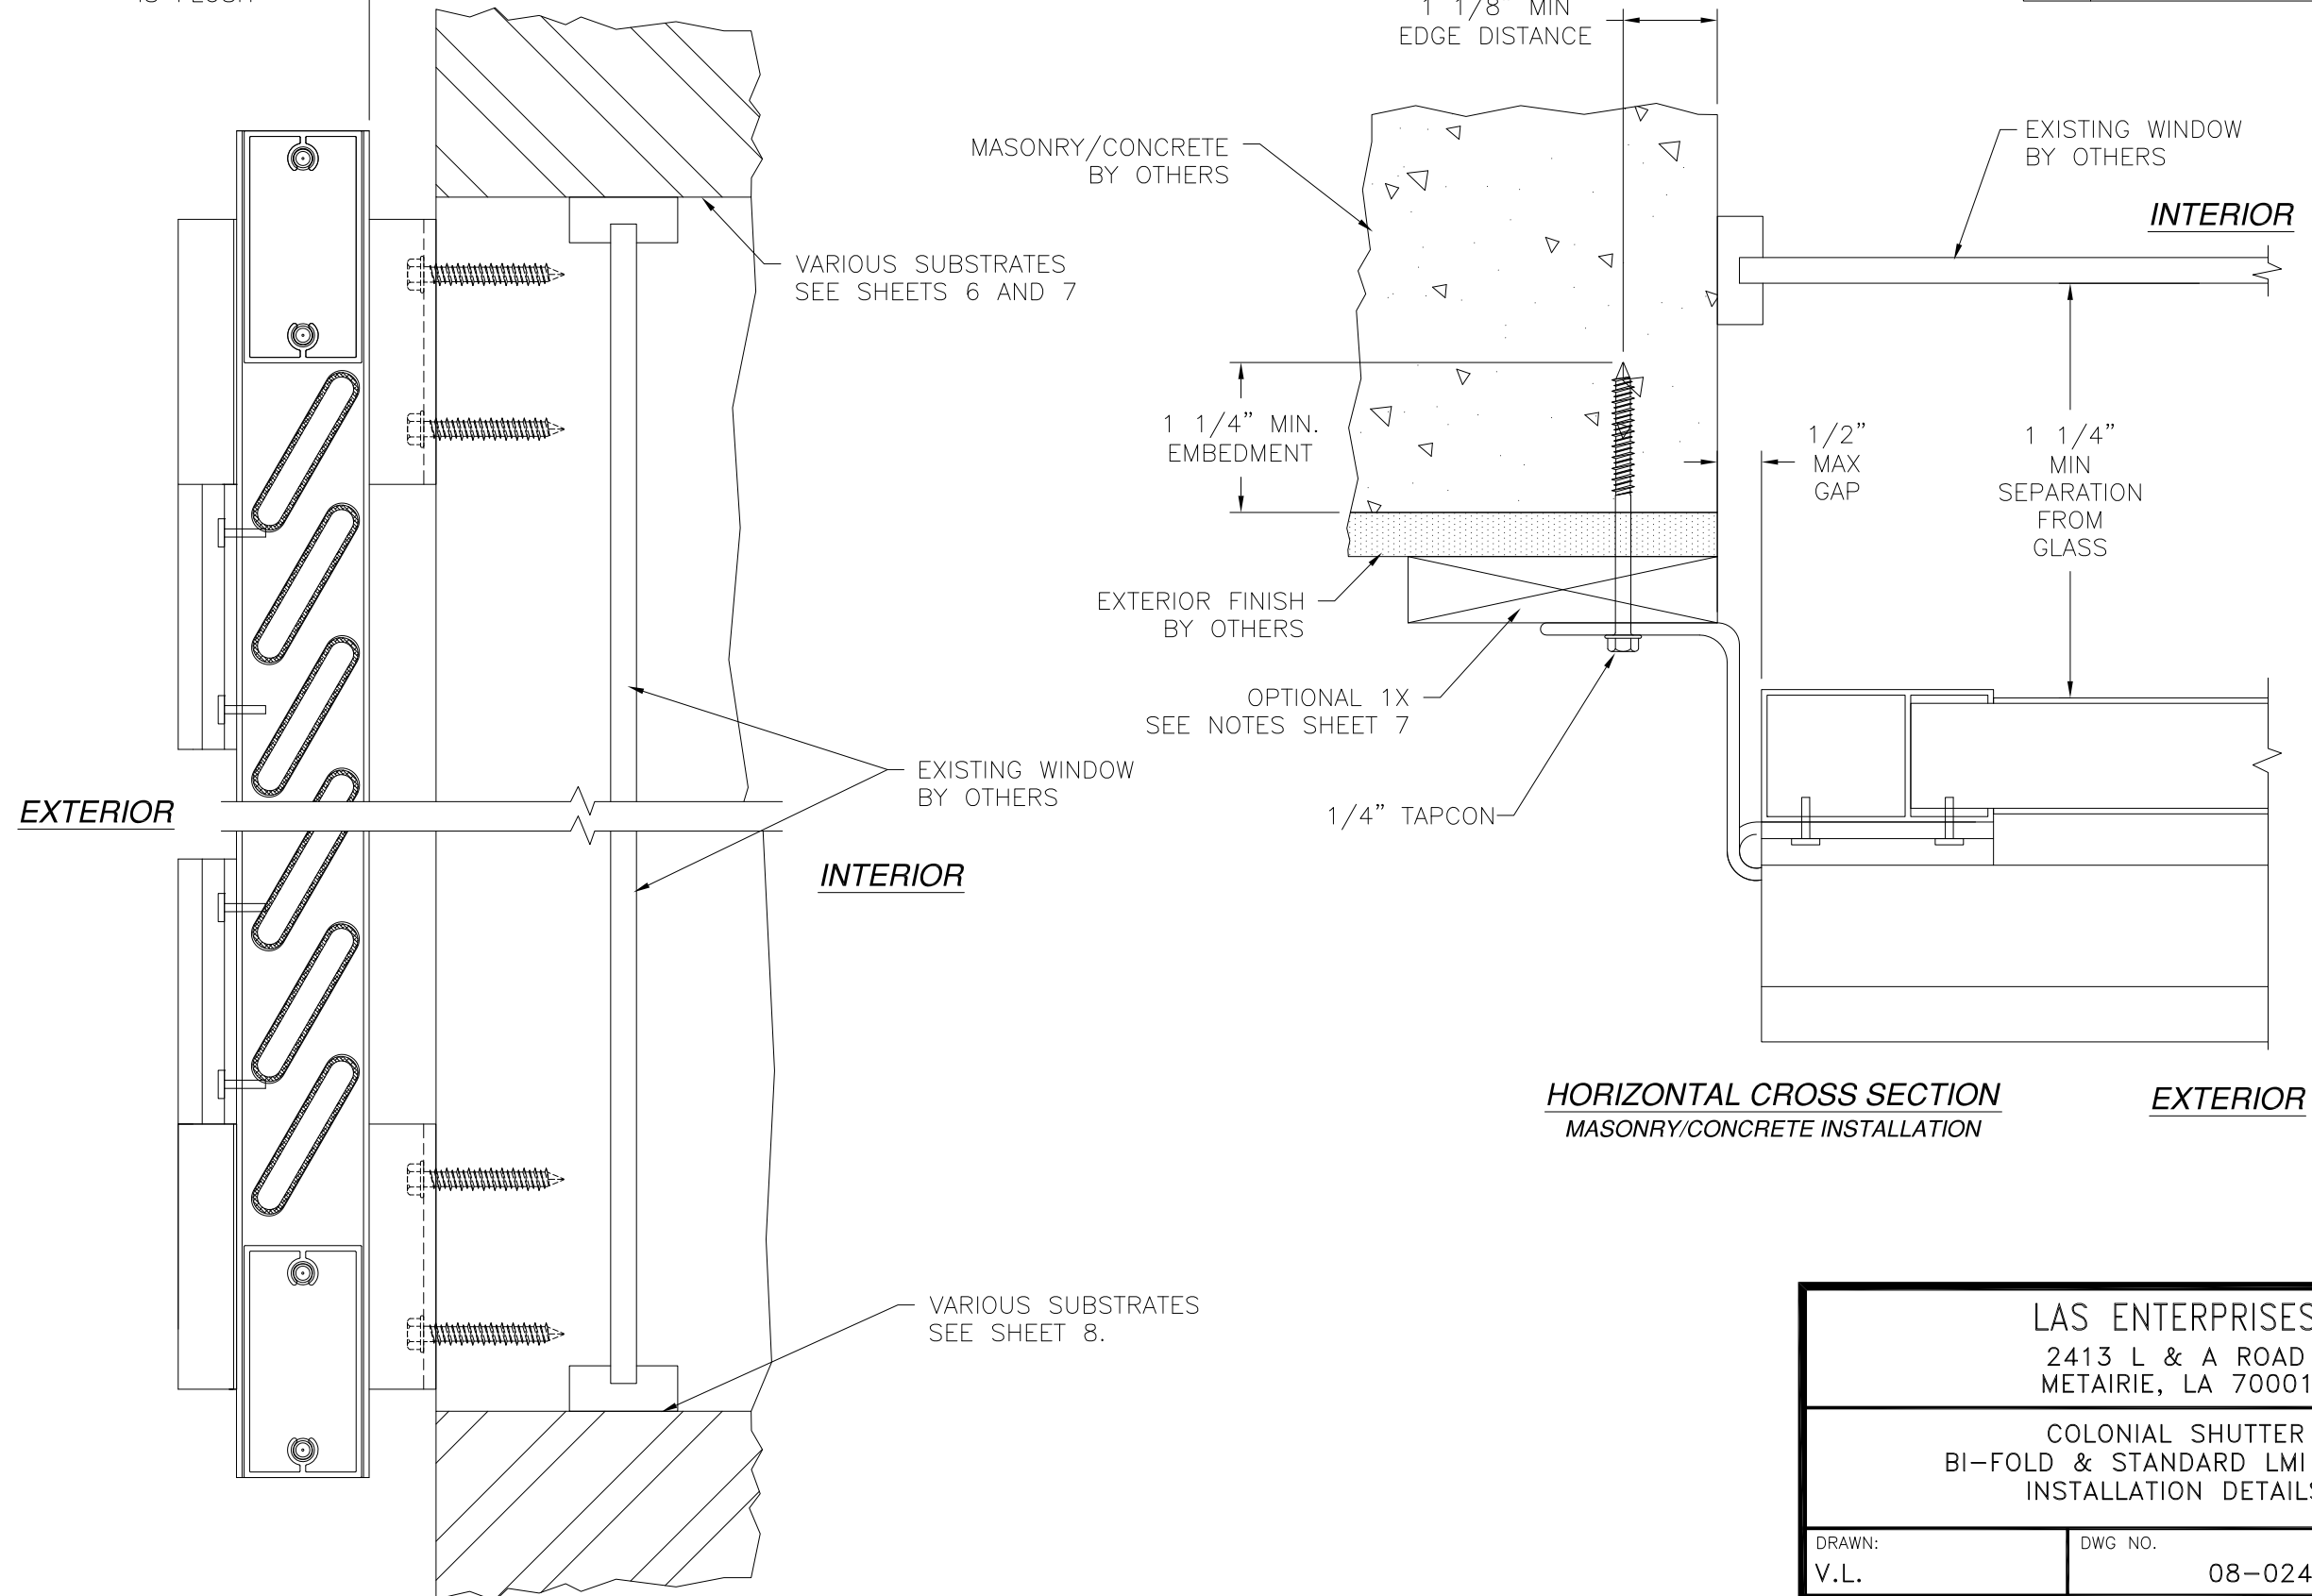 IS FLUSH
1 1/8" MIN
EDGE DISTANCE
MASONRY/CONCRETE
BY OTHERS
EXISTING WINDOW
BY OTHERS
INTERIOR
VARIOUS SUBSTRATES
SEE SHEETS 6 AND 7
1 1/4” MIN.
EMBEDMENT
1/2”
MAX
GAP
1 1/4”
MIN
SEPARATION
FROM
GLASS
EXTERIOR FINISH
BY OTHERS
OPTIONAL 1X
SEE NOTES SHEET 7
1/4” TAPCON
EXISTING WINDOW
BY OTHERS
EXTERIOR
INTERIOR
HORIZONTAL CROSS SECTION
MASONRY/CONCRETE INSTALLATION
EXTERIOR
VARIOUS SUBSTRATES
SEE SHEET 8.
LAS ENTERPRISES
2413 L & A ROAD
METAIRIE, LA 70001
COLONIAL SHUTTER
BI-FOLD & STANDARD LMI
INSTALLATION DETAILS
DRAWN:
V.L.
DWG NO.
08-024